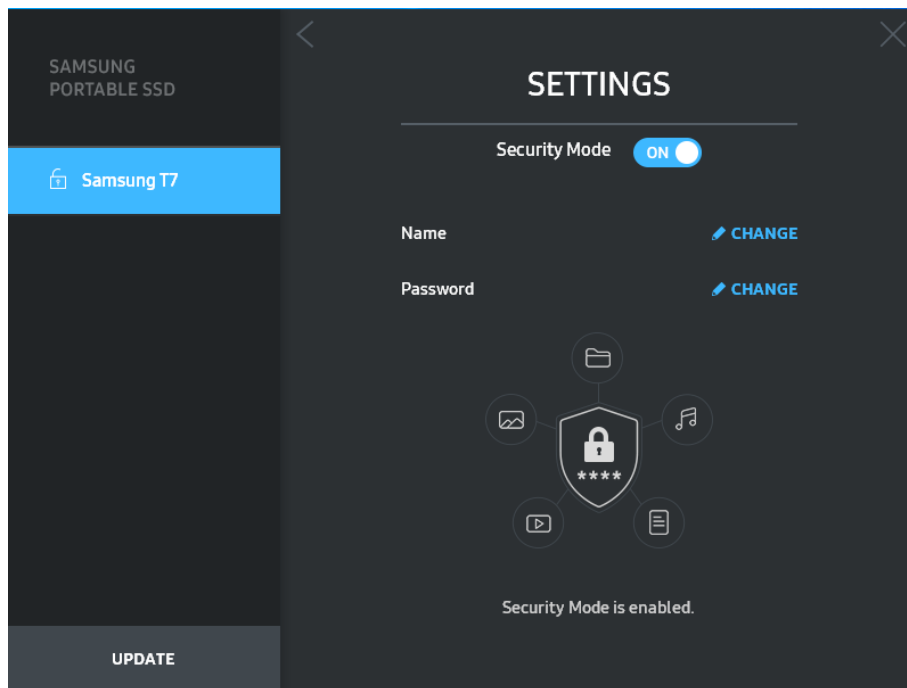 SAMSUNG
PORTABLE SSD
Samsung T7
UPDATE
SETTINGS
Security Mode ON
Name CHANGE
Password CHANGE
****
Security Mode is enabled.